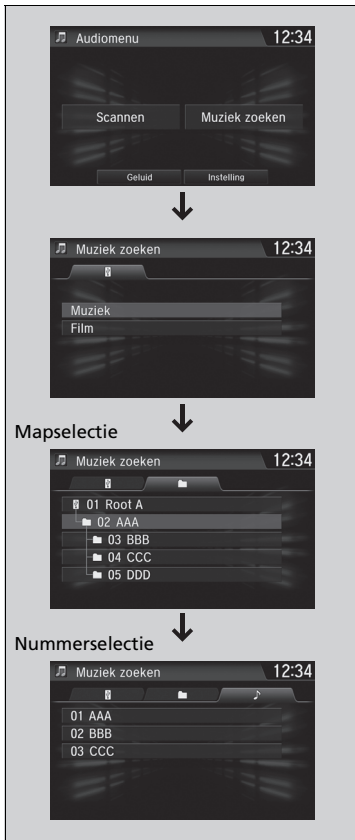 Audiomenu 12:34
Scannen Muziek zoeken
Geluid Instelling
Muziek zoeken 12:34
Muziek
Film
Mapselectie
Muziek zoeken 12:34
01 Root A
02 AAA
03 BBB
04 CCC
05 DDD
Nummerselectie
Muziek zoeken 12:34
01 AAA
02 BBB
03 CCC